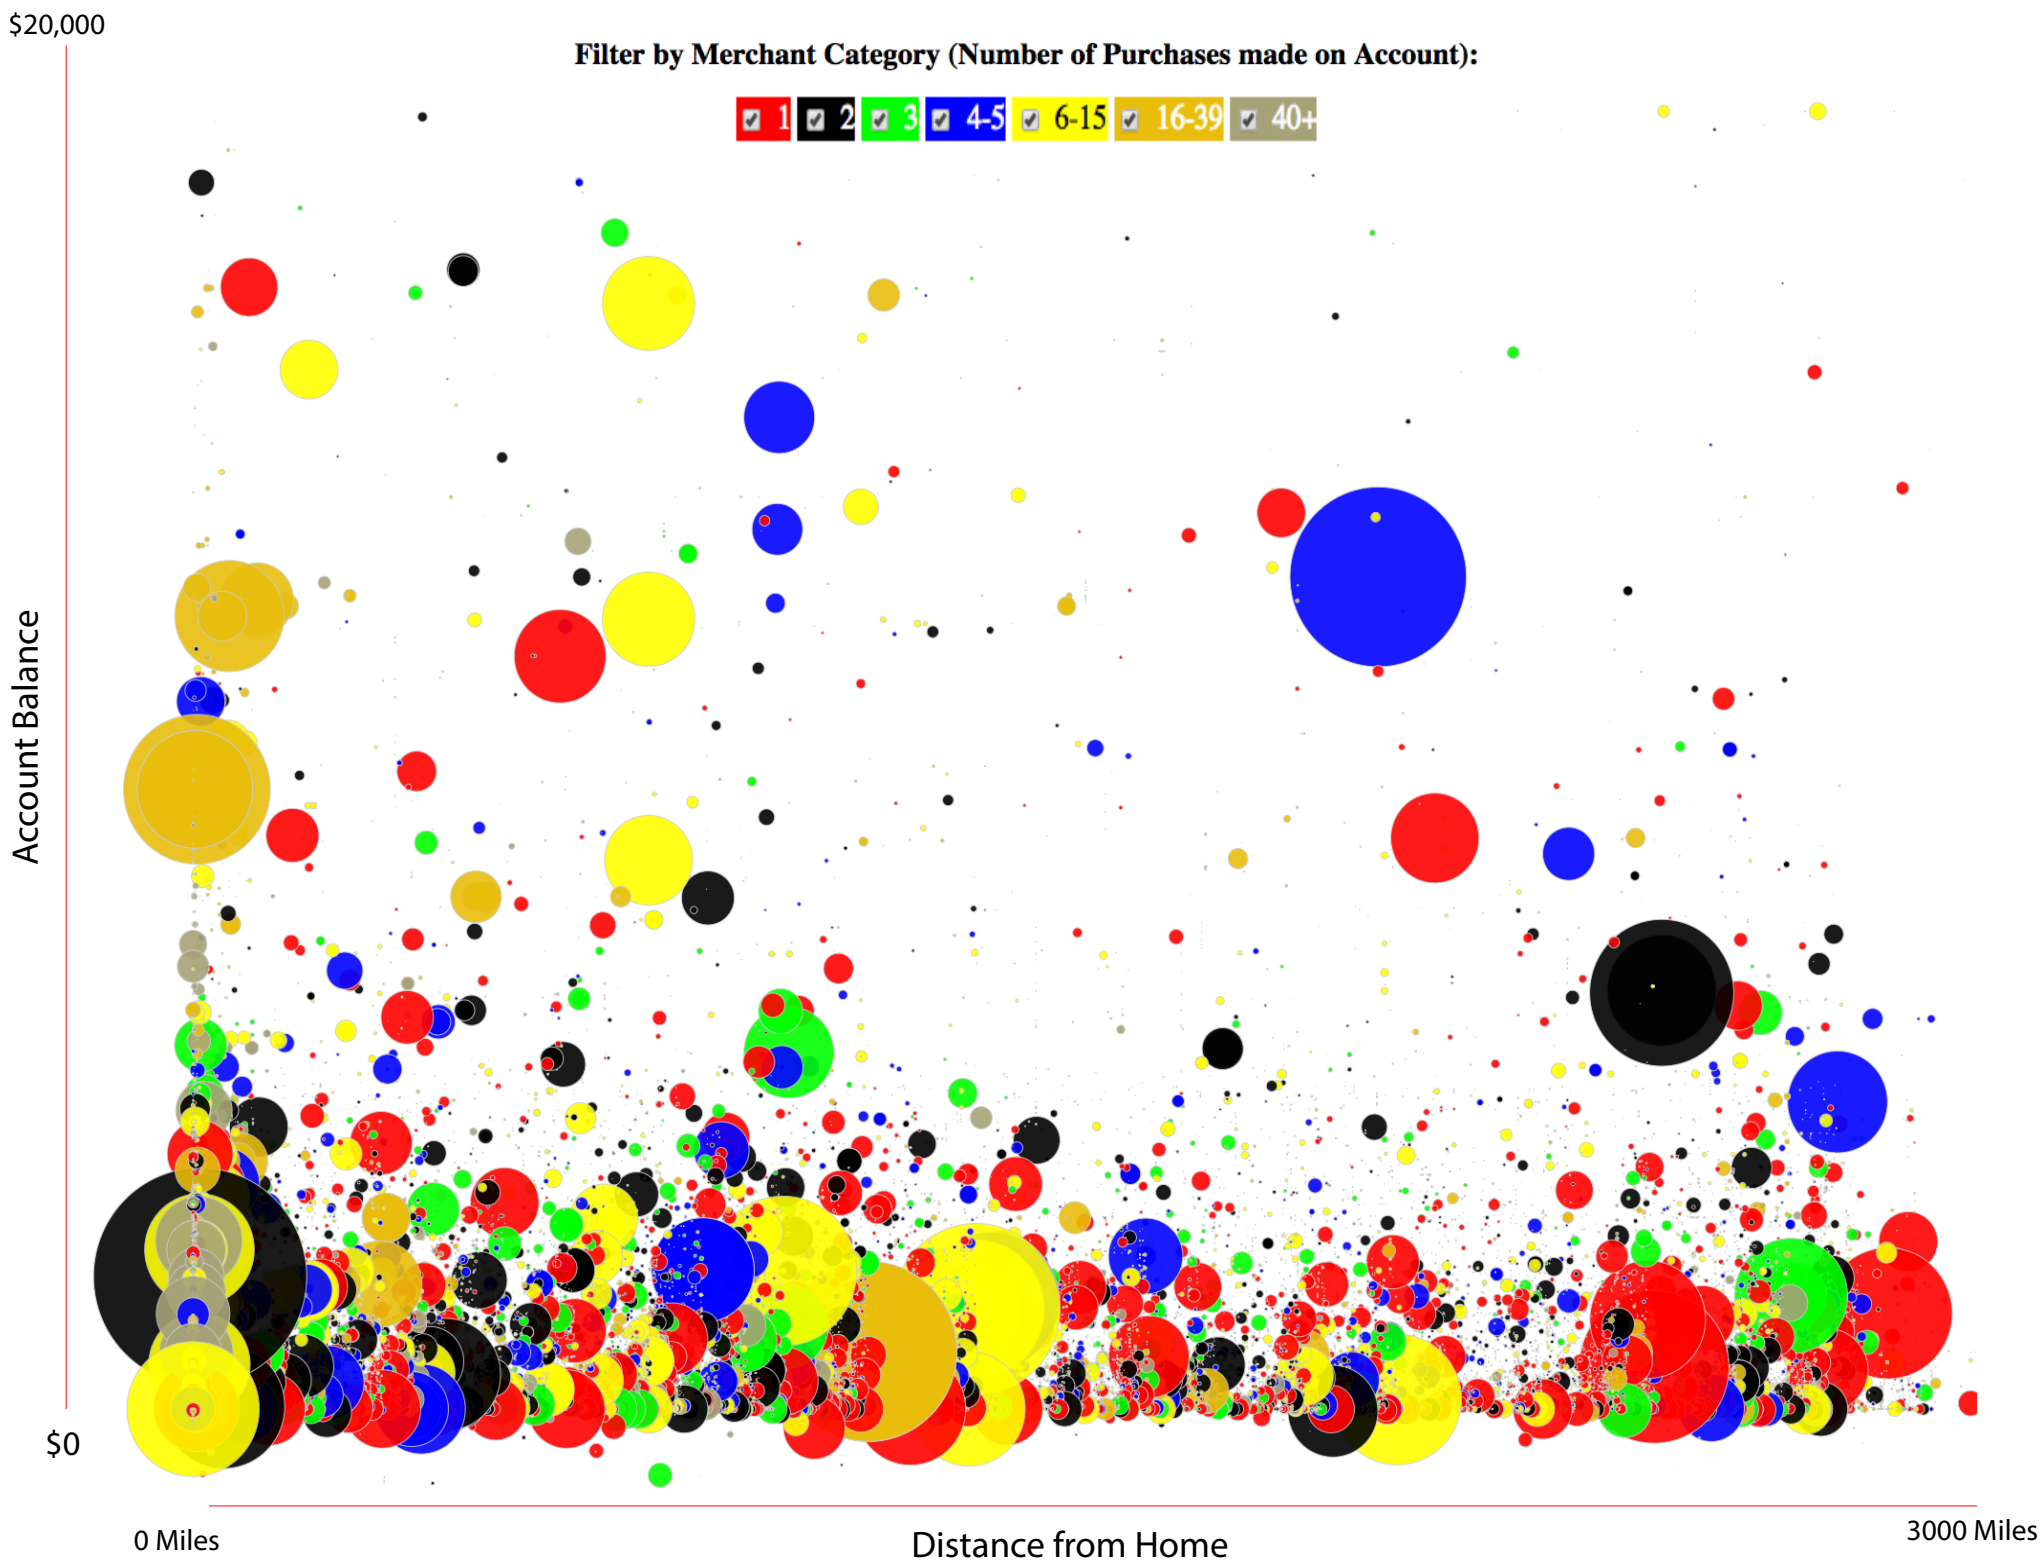 $20,000
Filter by Merchant Category (Number of Purchases made on Account):
1 2 3 4-5 6-15 16-39 40+
Account Balance
$0
0 Miles
Distance from Home
3000 Miles